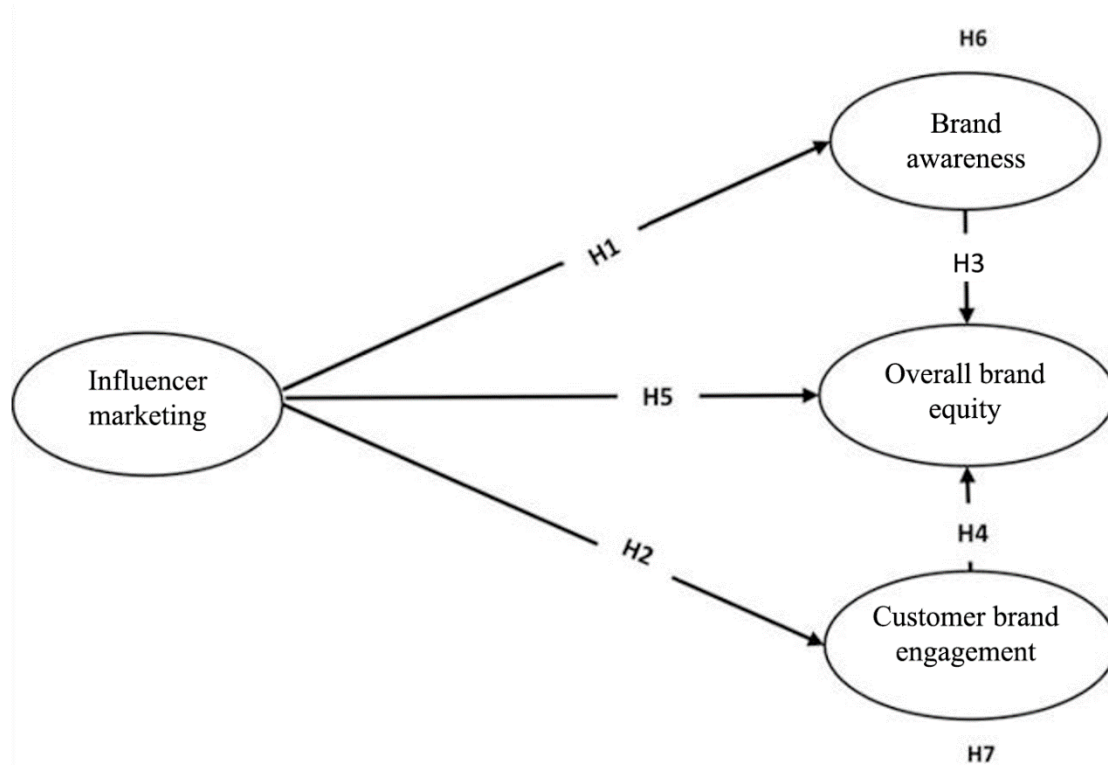 H6
Brand
awareness
H1
H3
Influencer
marketing
H5
Overall brand
equity
H2
H4
Customer brand
engagement
H7